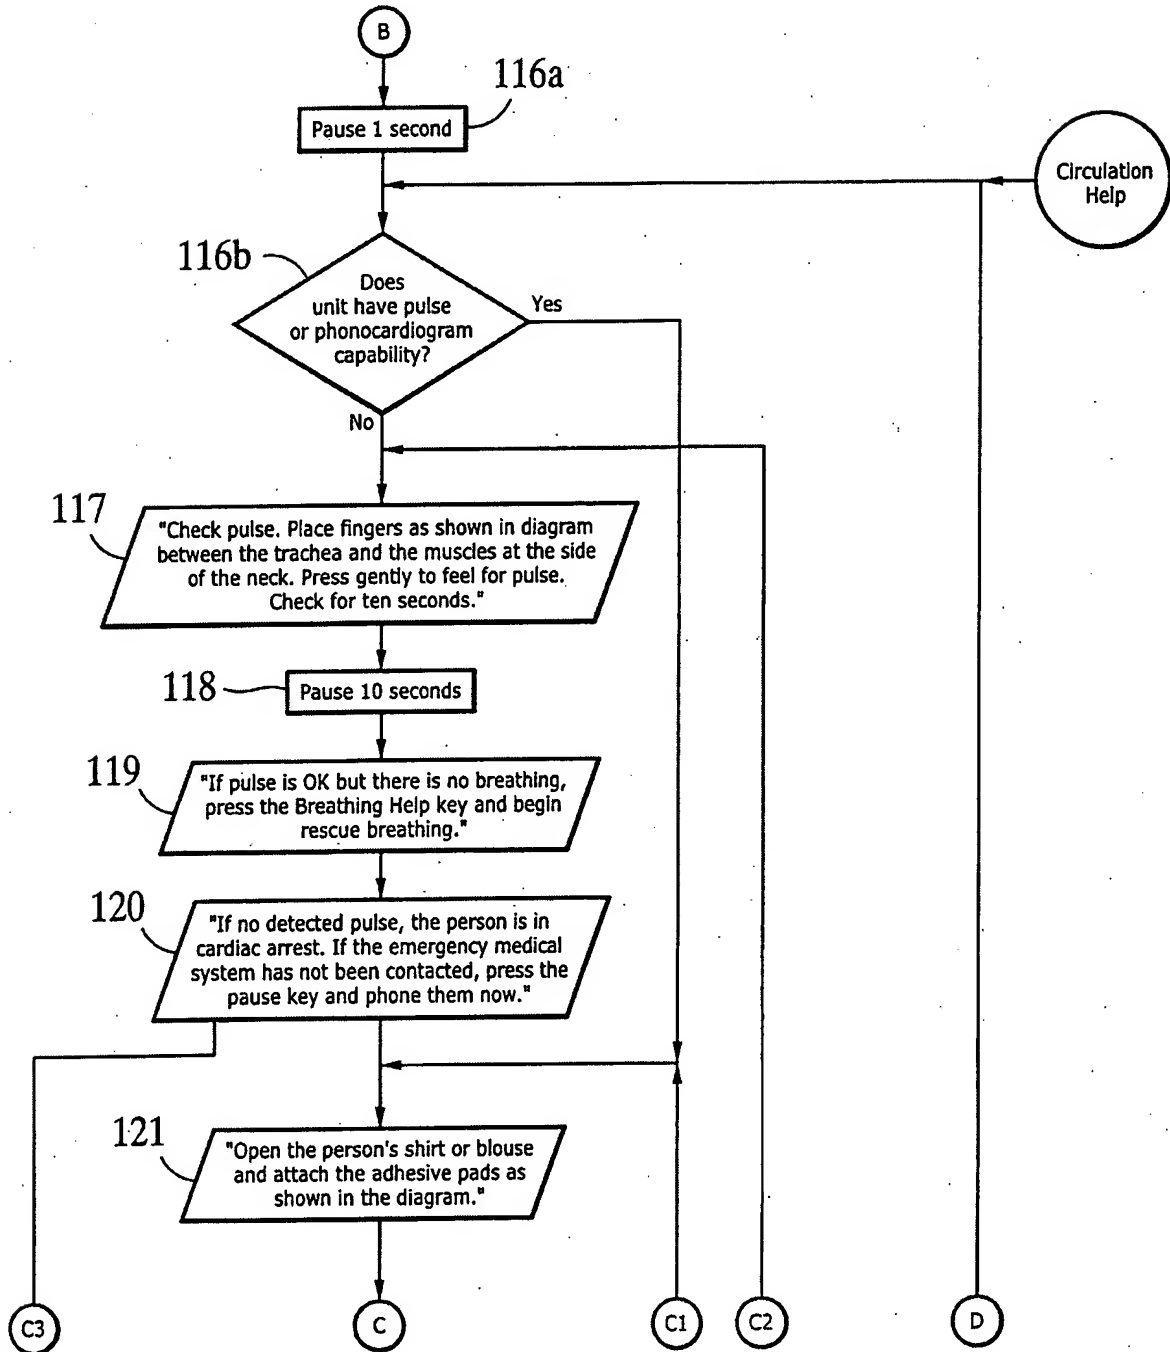 B
116a
Pause 1 second
Circulation
Help
116b
Does
unit have pulse
or phonocardiogram
capability?
Yes
No
117
"Check pulse. Place fingers as shown in diagram
between the trachea and the muscles at the side
of the neck. Press gently to feel for pulse.
Check for ten seconds."
118
Pause 10 seconds
119
"If pulse is OK but there is no breathing,
press the Breathing Help key and begin
rescue breathing."
120
"If no detected pulse, the person is in
cardiac arrest. If the emergency medical
system has not been contacted, press the
pause key and phone them now."
121
"Open the person's shirt or blouse
and attach the adhesive pads as
shown in the diagram."
C3
C
C1
C2
D